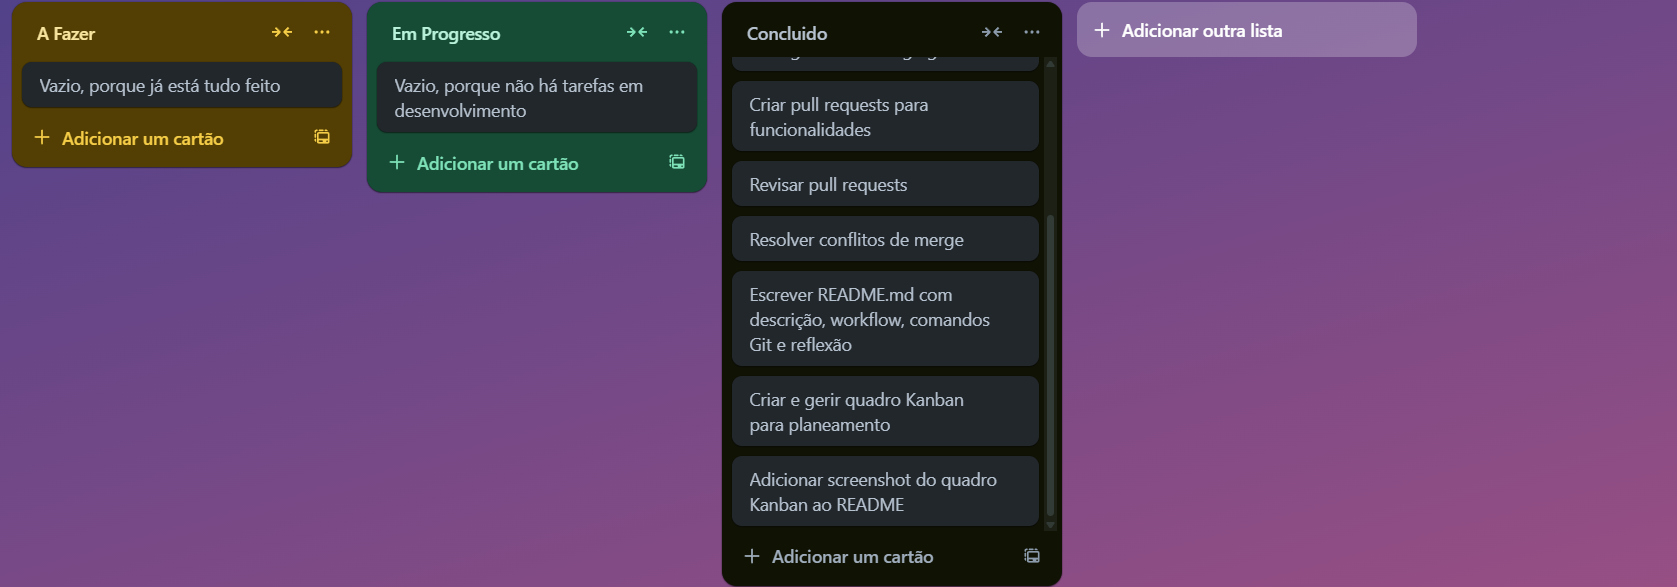 A Fazer
Vazio, porque já está tudo feito
Adicionar um cartão
Em Progresso
Vazio, porque não há tarefas em
desenvolvimento
Adicionar um cartão
Concluido
Criar pull requests para
funcionalidades
Revisar pull requests
Resolver conflitos de merge
Escrever README.md com
descrição, workflow, comandos
Git e reflexão
Criar e gerir quadro Kanban
para planeamento
Adicionar screenshot do quadro
Kanban ao README
Adicionar um cartão
Adicionar outra lista